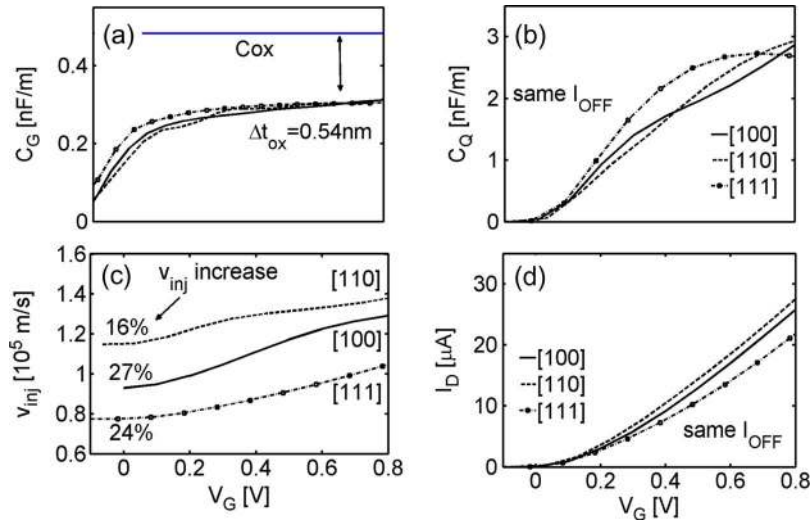 (a)
Cox
Δt_ox=0.54nm
C_G [nF/m]
0.4
0.2
0
(b)
same I_OFF
[100]
[110]
[111]
C_Q [nF/m]
3
2
1
0
(c)
v_inj increase
[110]
16%
[100]
27%
[111]
24%
v_inj [10^5 m/s]
1.6
1.4
1.2
1
0.8
0.6
0
0.2
0.4
0.6
0.8
V_G [V]
(d)
[100]
[110]
[111]
same I_OFF
I_D [µA]
30
20
10
0
0
0.2
0.4
0.6
0.8
V_G [V]